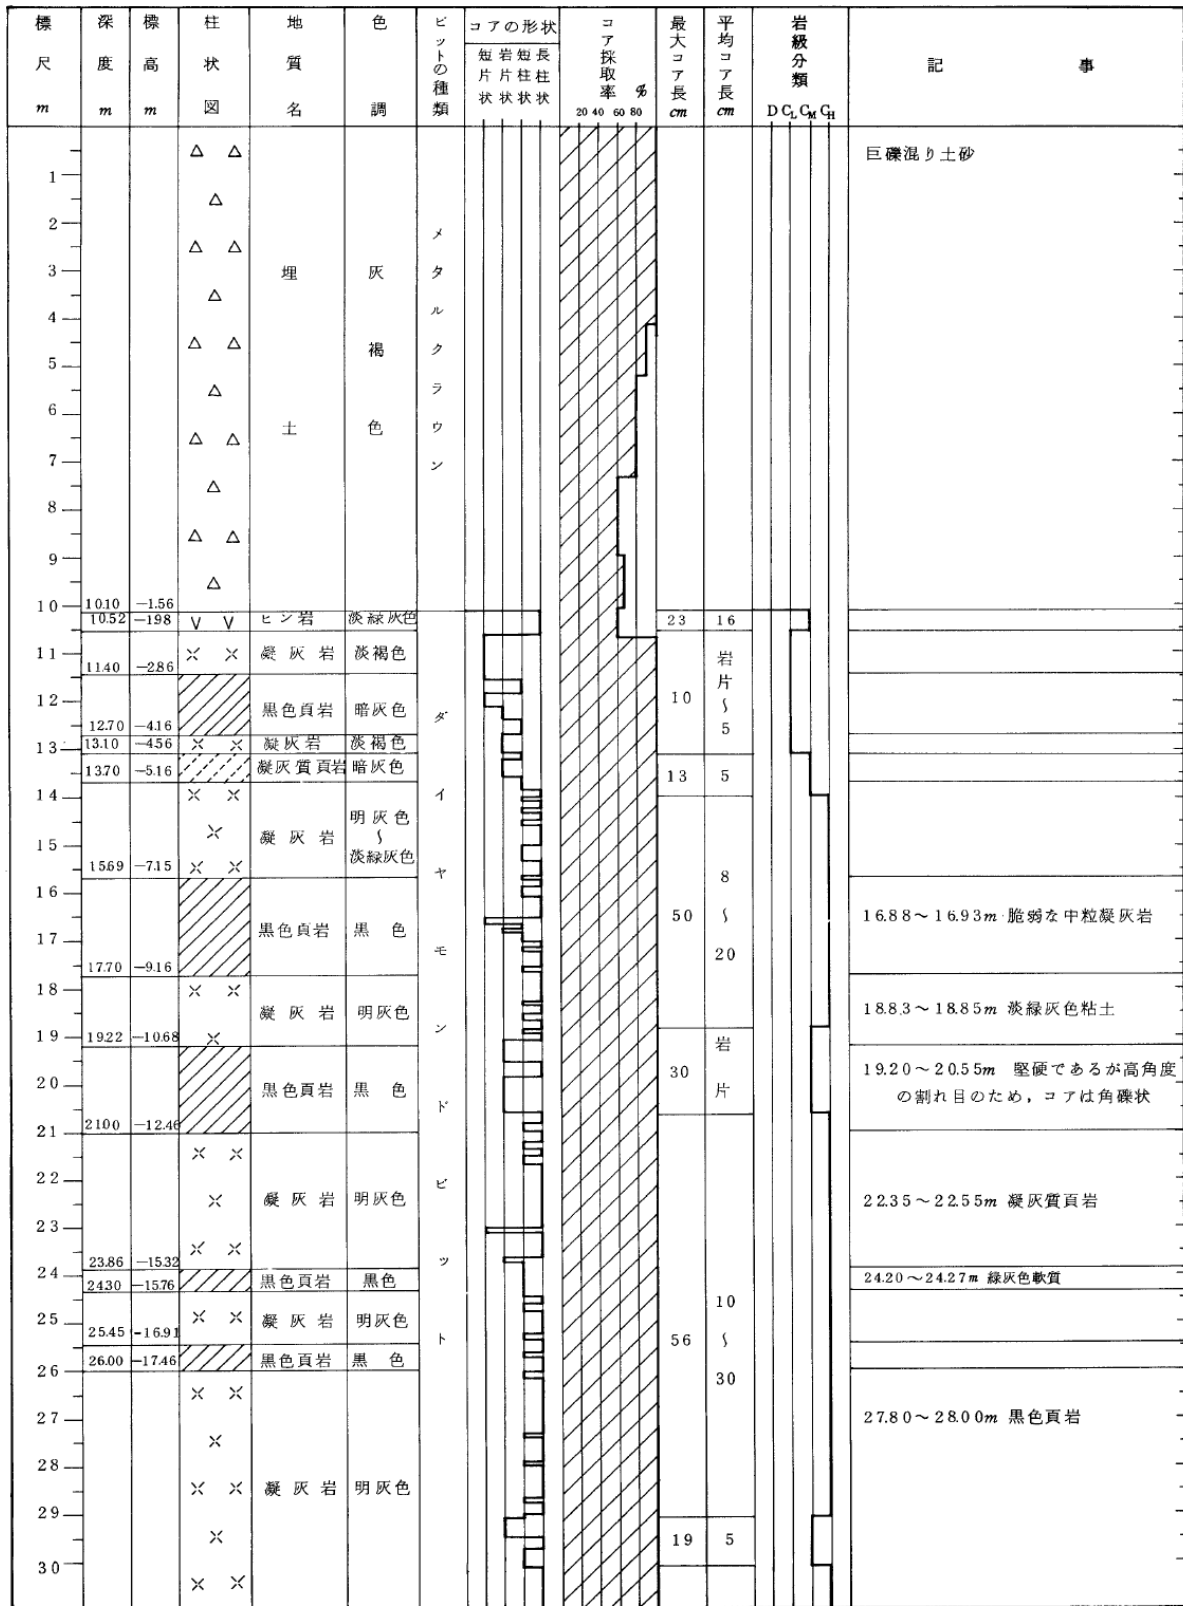 標尺 m
深度 m
標高 m
柱状図
地質名
色調
ビットの種類
コアの形状
短片状 岩片状 短柱状 長柱状
コア採取率 %
20 40 60 80
最大コア長 cm
平均コア長 cm
岩級分類
D CL CM CH
記事
1
2
3
4
5
6
7
8
9
10
11
12
13
14
15
16
17
18
19
20
21
22
23
24
25
26
27
28
29
30
10.10 -1.56
10.52 -198
11.40 -2.86
12.70 -4.16
13.10 -4.56
13.70 -5.16
15.69 -7.15
17.70 -9.16
19.22 -10.68
21.00 -12.46
23.86 -15.32
24.30 -15.76
25.45 -16.91
26.00 -17.46
埋土 灰褐色
ヒン岩 淡緑灰色
凝灰岩 淡褐色
黒色頁岩 暗灰色
凝灰岩 淡褐色
凝灰質頁岩 暗灰色
凝灰岩 明灰色~淡緑灰色
黒色頁岩 黒色
凝灰岩 明灰色
黒色頁岩 黒色
凝灰岩 明灰色
黒色頁岩 黒色
凝灰岩 明灰色
黒色頁岩 黒色
凝灰岩 明灰色
メタルクラウン
ダイヤモンドビット
23 16
10 岩片~5
13 5
50 8~20
30 岩片
56 10~30
19 5
巨礫混り土砂
16.88~16.93m 脆弱な中粒凝灰岩
18.83~18.85m 淡緑灰色粘土
19.20~20.55m 堅硬であるが高角度
の割れ目のため,コアは角礫状
22.35~22.55m 凝灰質頁岩
24.20~24.27m 緑灰色軟質
27.80~28.00m 黒色頁岩